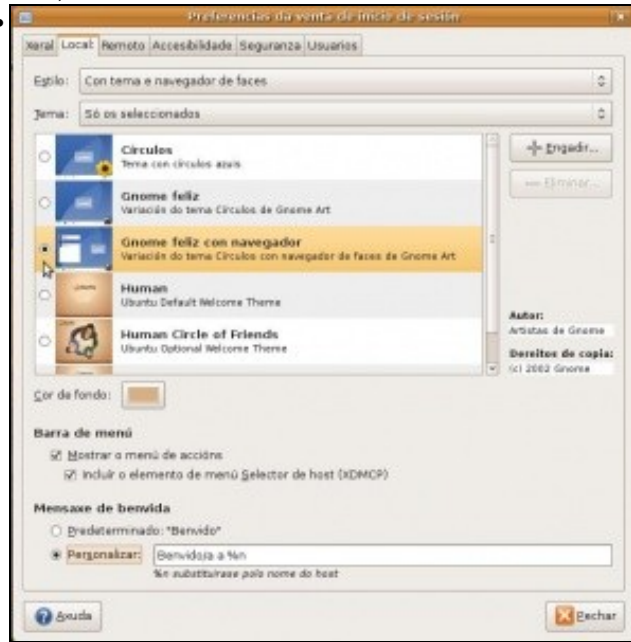 Preferencias da venta de inicio de sesión
Xeral Local Remoto Accesibilidade Seguranza Usuarios
Estilo: Con tema e navegador de faces
Tema: Só os seleccionados
Círculos
Tema con círculos azuis
Engadir...
Eliminar...
Gnome feliz
Variación do tema Círculos de Gnome Art
Gnome feliz con navegador
Variación do tema Círculos con navegador de faces de Gnome Art
Human
Ubuntu Default Welcome Theme
Human Circle of Friends
Ubuntu Optional Welcome Theme
Autor:
Artistas de Gnome
Dereitos de copia:
(c) 2002 Gnome
Cor de fondo:
Barra de menú
Mostrar o menú de accións
Incluír o elemento de menú Selector de host (XDMCP)
Mensaxe de benvida
Predeterminado: "Benvido"
Personalizar: Benvido/a a %n
%n substituirase polo nome do host
Axuda
Pechar